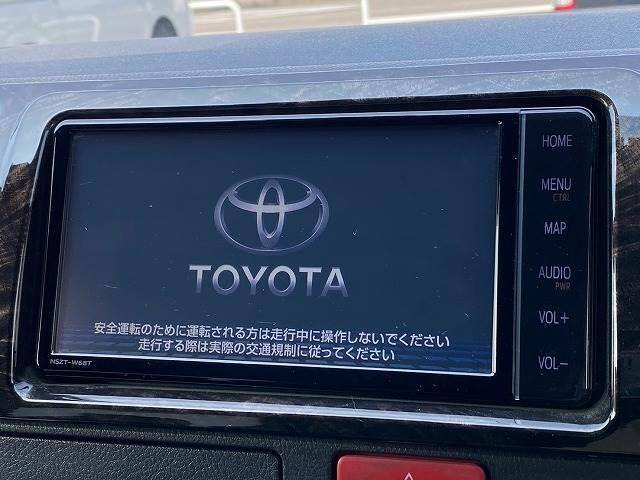 TOYOTA
安全運転のために運転される方は走行中に操作しないでください
走行する際は実際の交通規制に従ってください
NSZT-W68T
HOME
MENU
CTRL
MAP
AUDIO
PWR
VOL+
VOL-